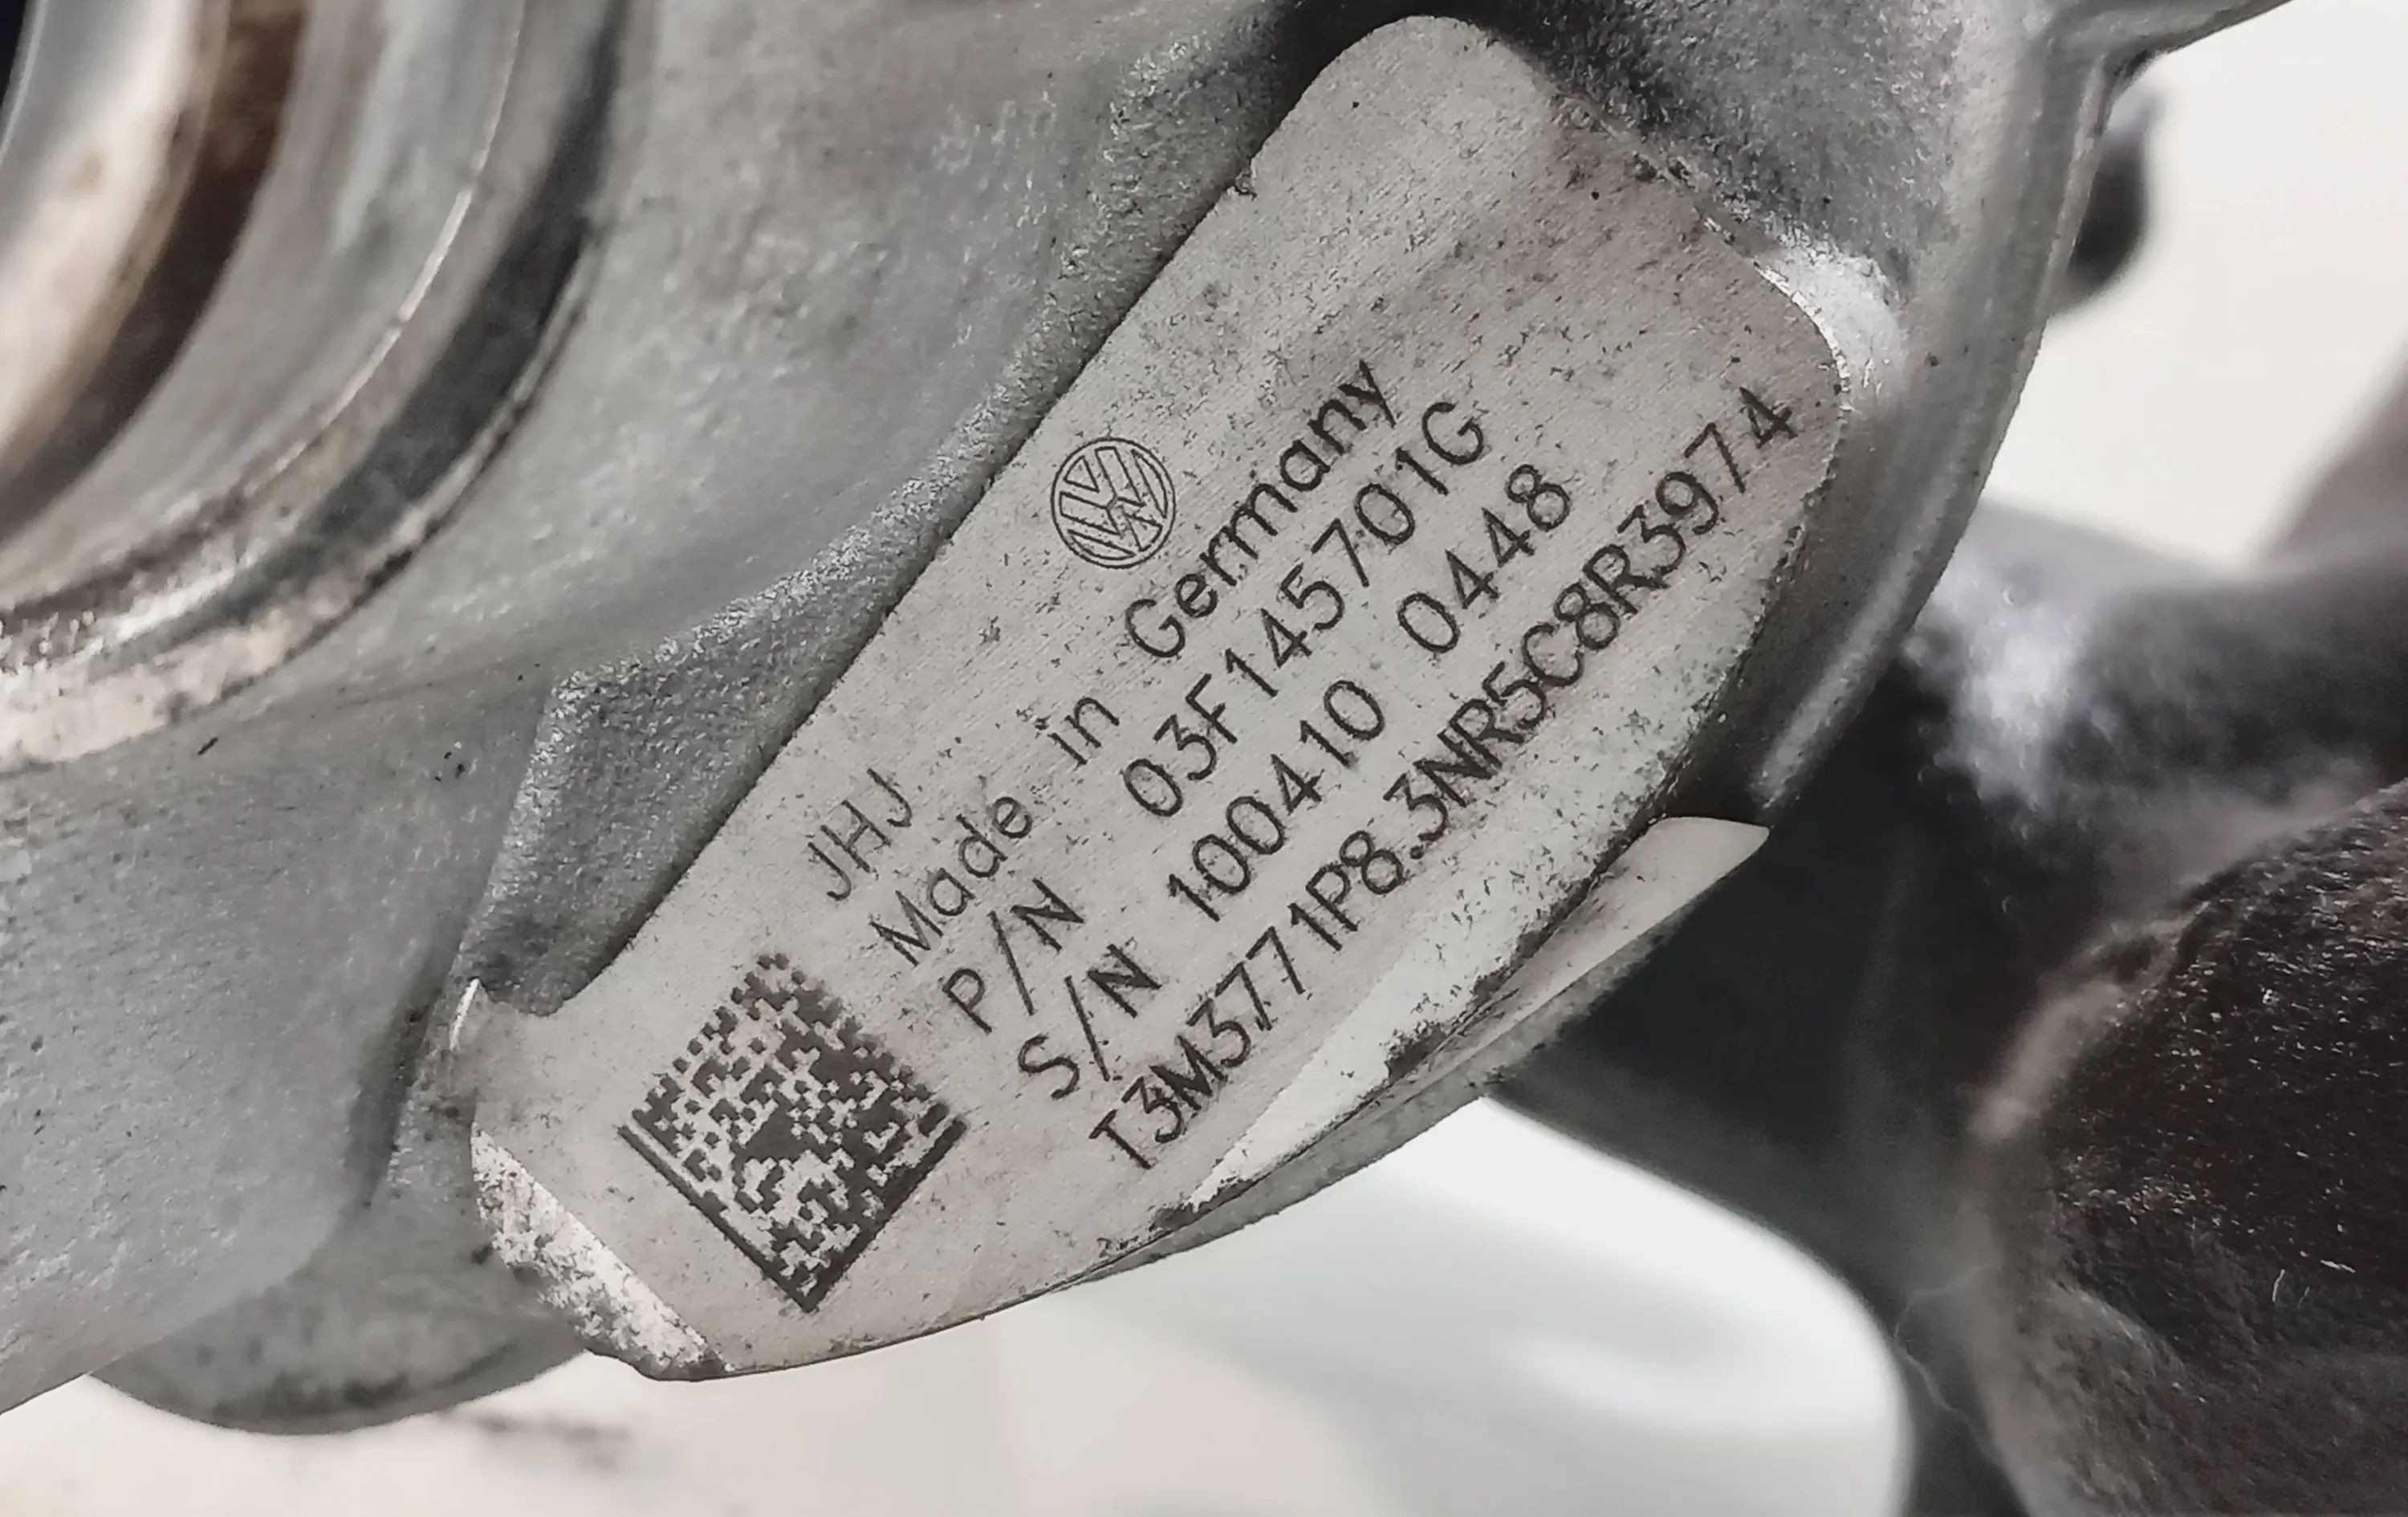 JHJ
Made in Germany
P/N 03F145701G
S/N 100410 0448
T3M3771P8.3NR5C8R3974